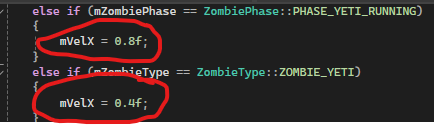 else if (mZombiePhase == ZombiePhase::PHASE_YETI_RUNNING)
{
mVelX = 0.8f;
}
else if (mZombieType == ZombieType::ZOMBIE_YETI)
{
mVelX = 0.4f;
}